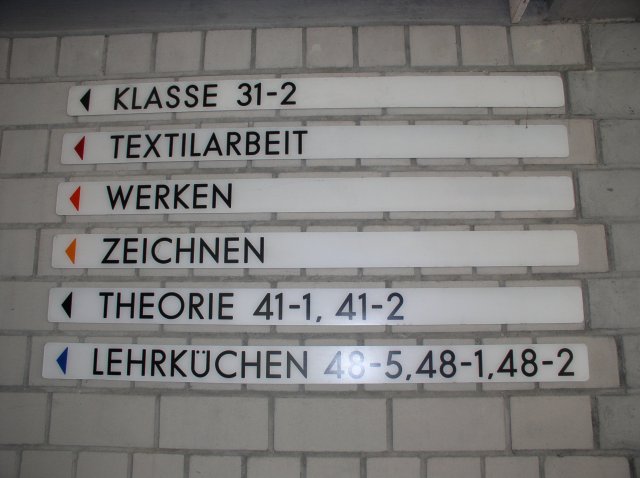 KLASSE 31-2
TEXTILARBEIT
WERKEN
ZEICHNEN
THEORIE 41-1, 41-2
LEHRKÜCHEN 48-5,48-1,48-2